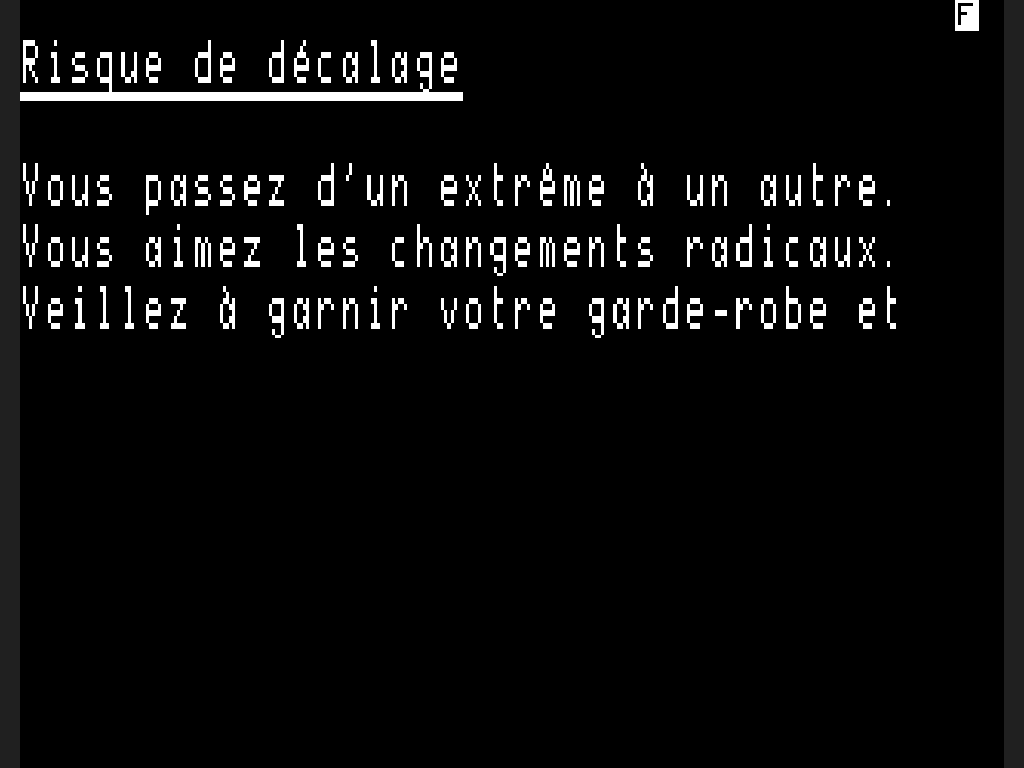 F
Risque de décalage
Vous passez d'un extrême à un autre.
Vous aimez les changements radicaux.
Veillez à garnir votre garde-robe et